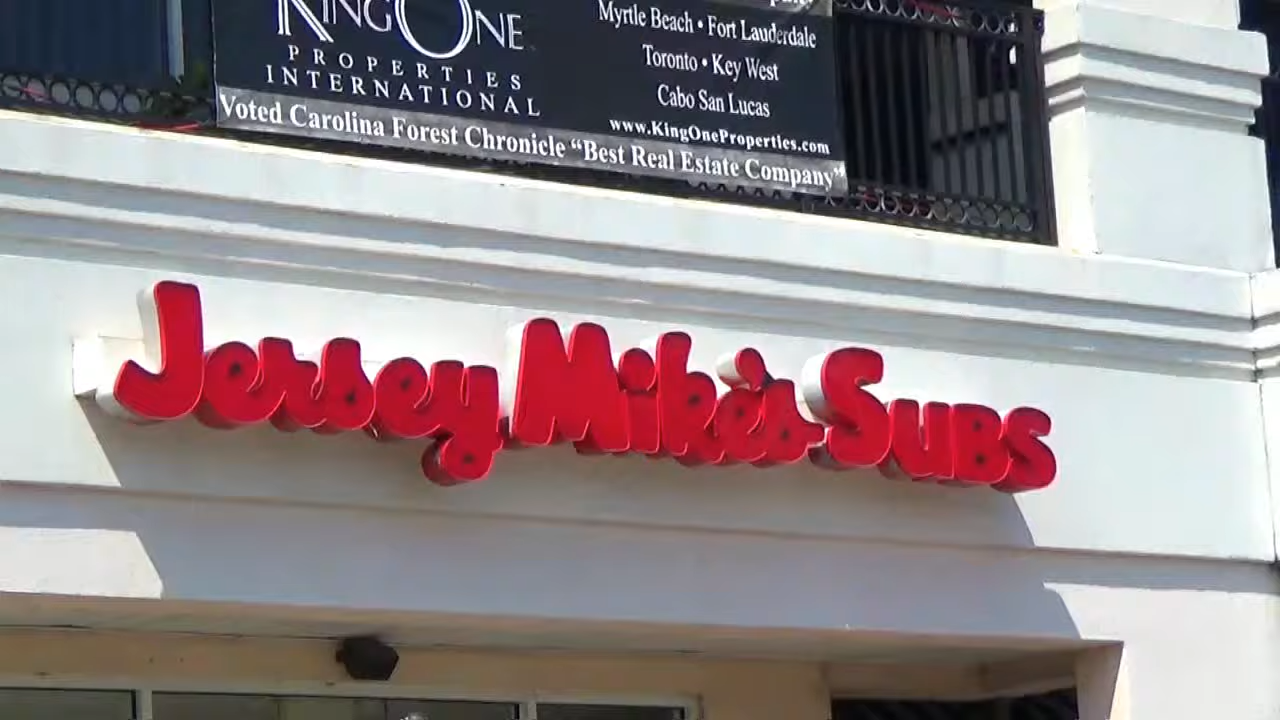 KINGONE
PROPERTIES
INTERNATIONAL
Myrtle Beach • Fort Lauderdale
Toronto • Key West
Cabo San Lucas
www.KingOneProperties.com
Voted Carolina Forest Chronicle “Best Real Estate Company”
Jersey Mike's SUBS